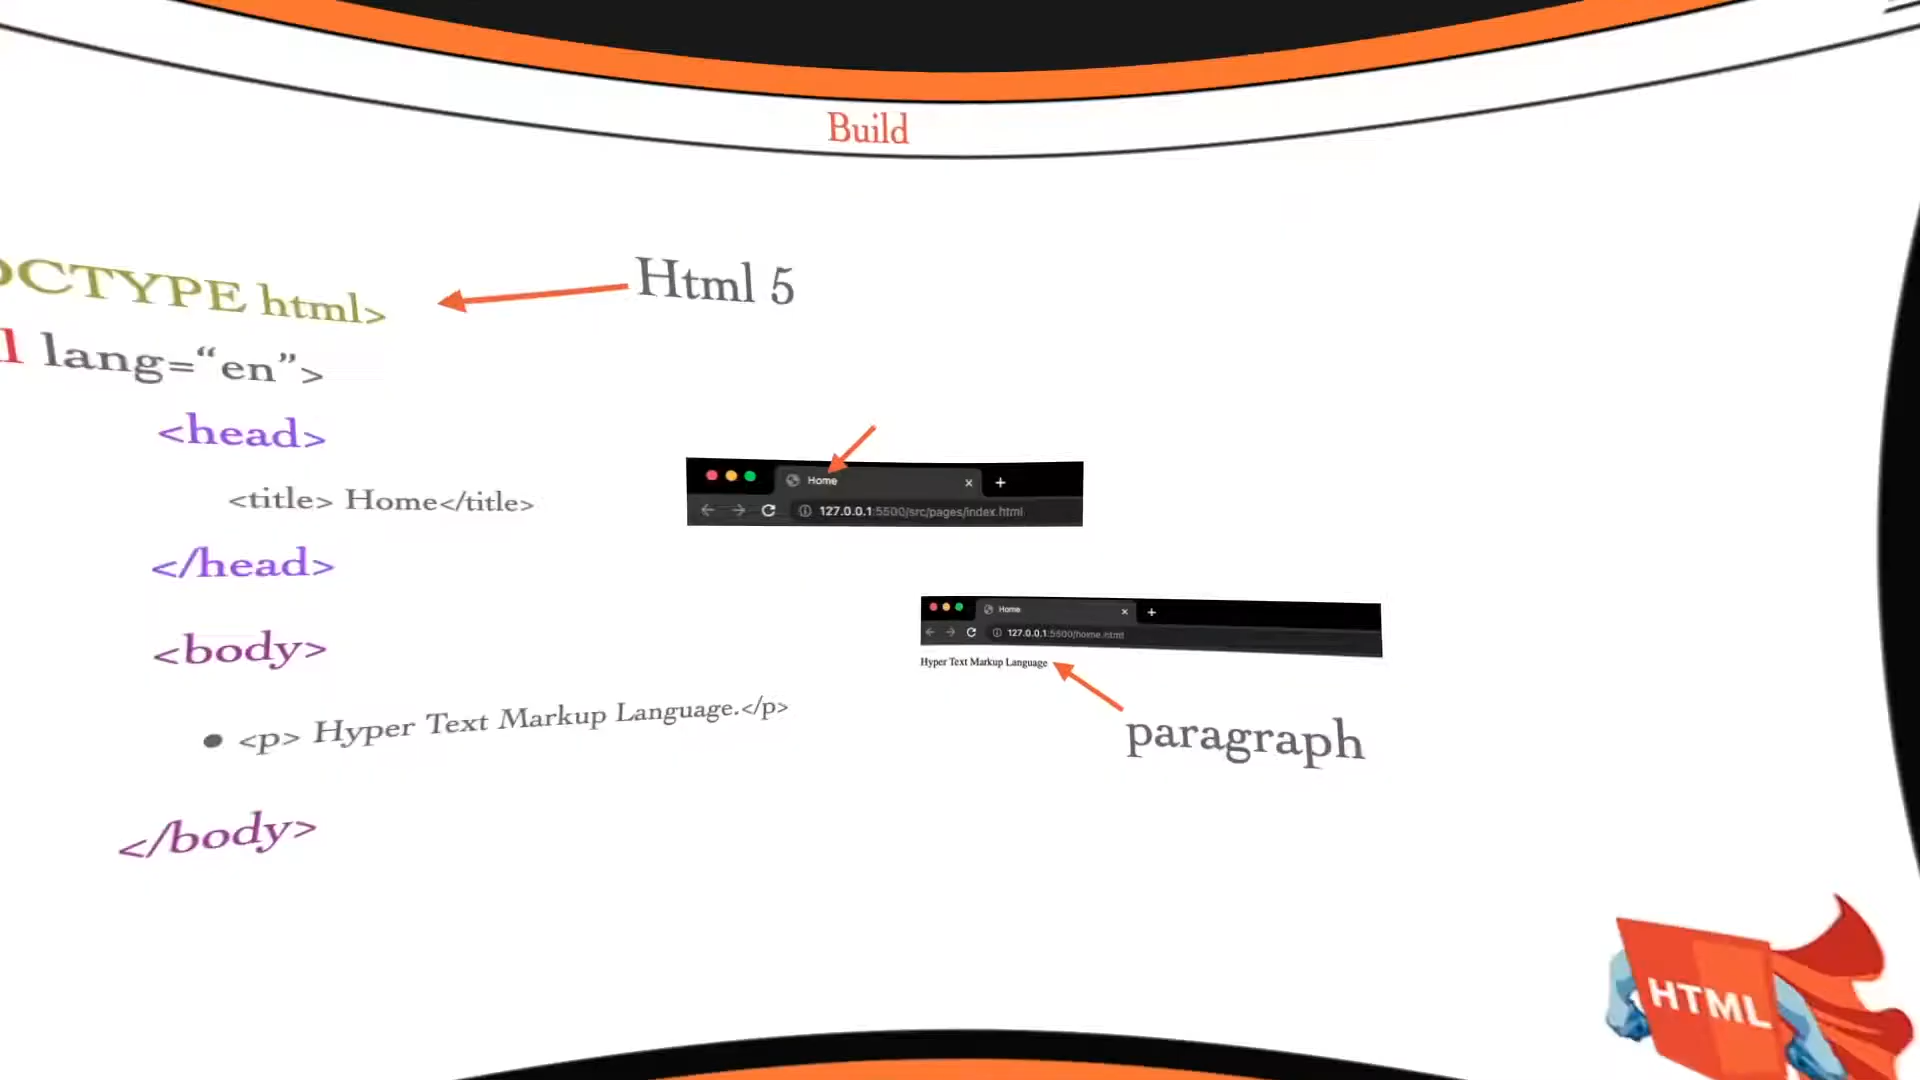 Build
OCTYPE html>
Html 5
l lang=“en”>
<head>
<title> Home</title>
Home
127.0.0.1:5500/src/pages/index.html
</head>
Home
127.0.0.1:5500/home.html
<body>
Hyper Text Markup Language
• <p> Hyper Text Markup Language.</p>
paragraph
</body>
HTML